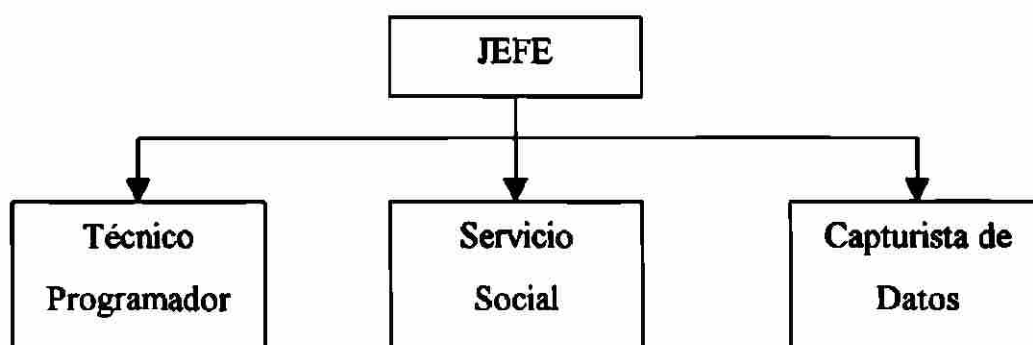 JEFE
Técnico
Programador
Servicio
Social
Capturista de
Datos